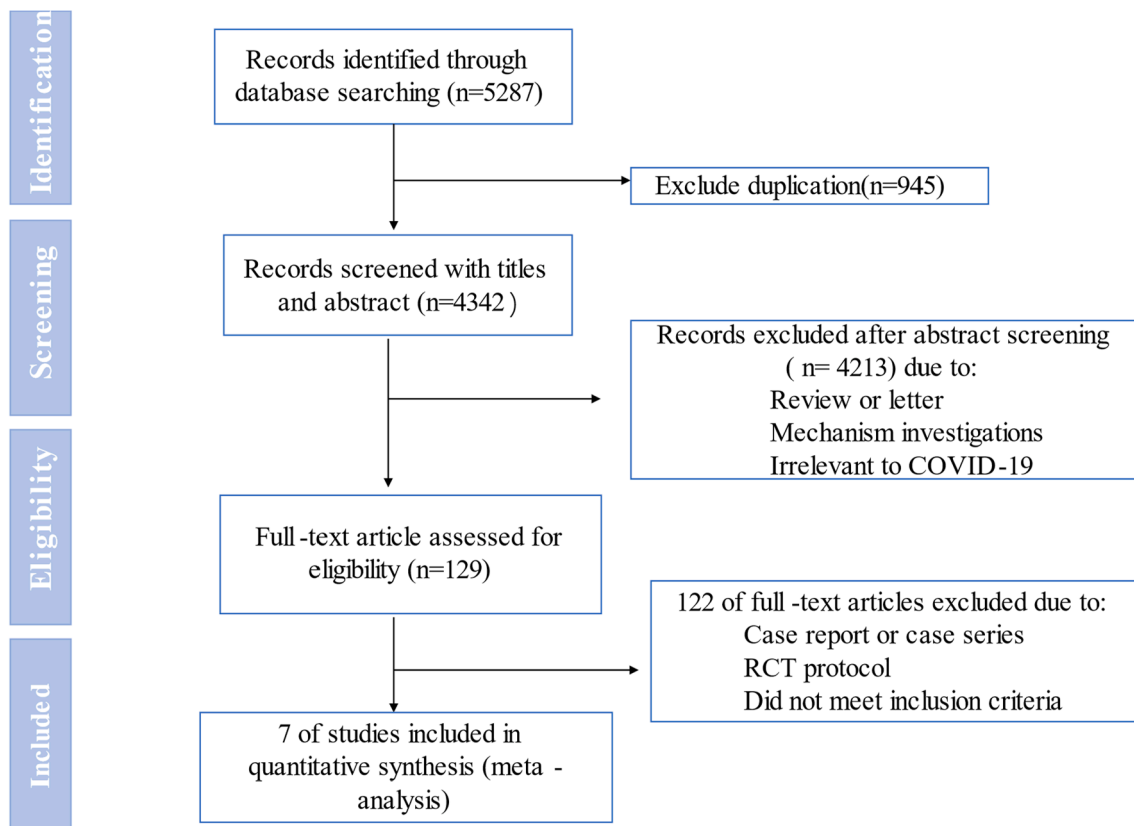 Identification
Records identified through
database searching (n=5287)
Exclude duplication(n=945)
Screening
Records screened with titles
and abstract (n=4342)
Records excluded after abstract screening
( n= 4213) due to:
Review or letter
Mechanism investigations
Irrelevant to COVID-19
Eligibility
Full-text article assessed for
eligibility (n=129)
122 of full-text articles excluded due to:
Case report or case series
RCT protocol
Did not meet inclusion criteria
Included
7 of studies included in
quantitative synthesis (meta -
analysis)